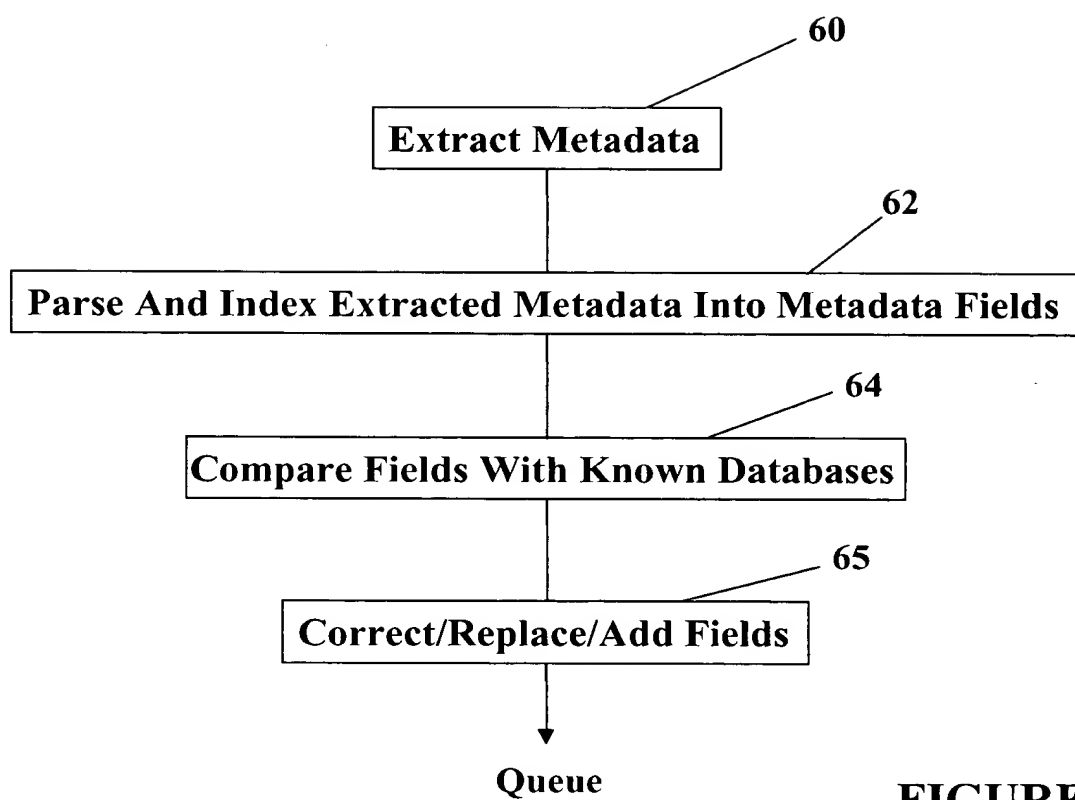 60
Extract Metadata
62
Parse And Index Extracted Metadata Into Metadata Fields
64
Compare Fields With Known Databases
65
Correct/Replace/Add Fields
Queue
FIGURE